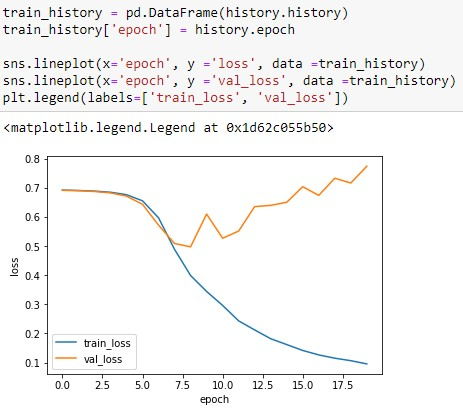 train_history = pd.DataFrame(history.history)
train_history['epoch'] = history.epoch
sns.lineplot(x='epoch', y ='loss', data =train_history)
sns.lineplot(x='epoch', y ='val_loss', data =train_history)
plt.legend(labels=['train_loss', 'val_loss'])
<matplotlib.legend.Legend at 0x1d62c055b50>
0.8
0.7
0.6
0.5
0.4
0.3
0.2
0.1
loss
train_loss
val_loss
0.0 2.5 5.0 7.5 10.0 12.5 15.0 17.5
epoch